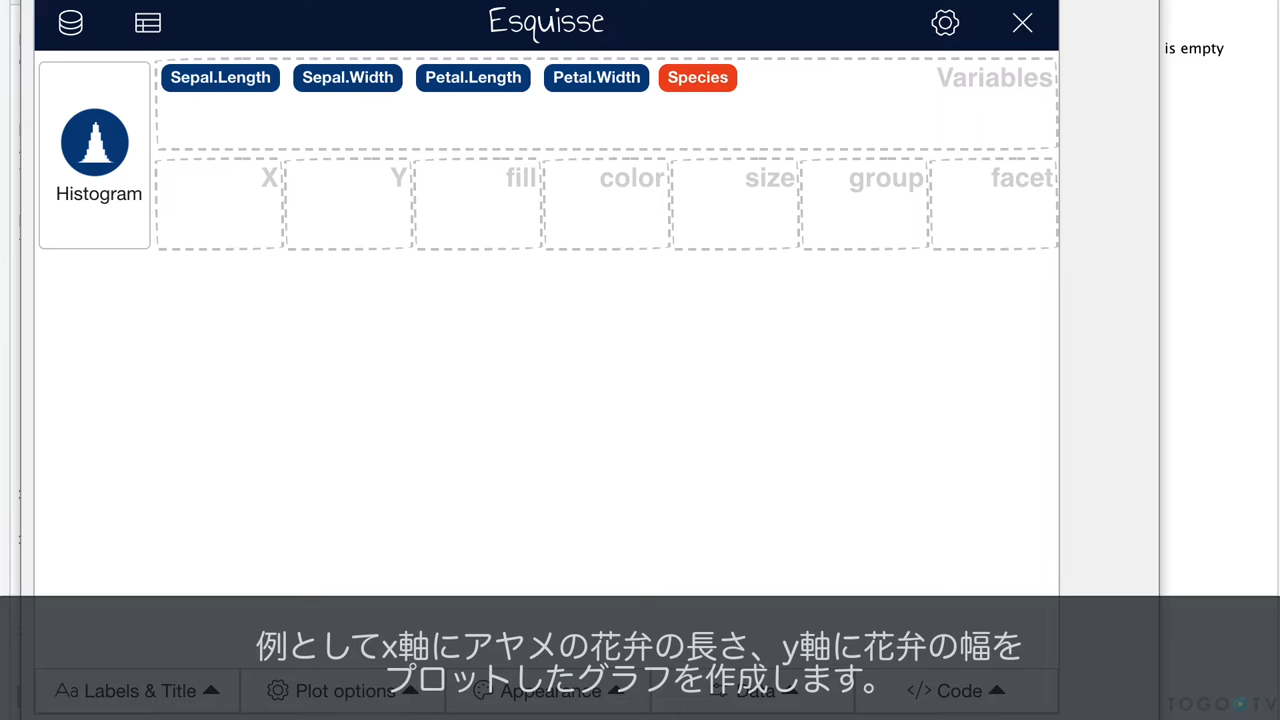 Esquisse
is empty
Sepal.Length Sepal.Width Petal.Length Petal.Width Species Variables
Histogram
X Y fill color size group facet
例としてx軸にアヤメの花弁の長さ、y軸に花弁の幅を
プロットしたグラフを作成します。
Aa Labels & Title Plot options Appearance Data </> Code
TOGO TV